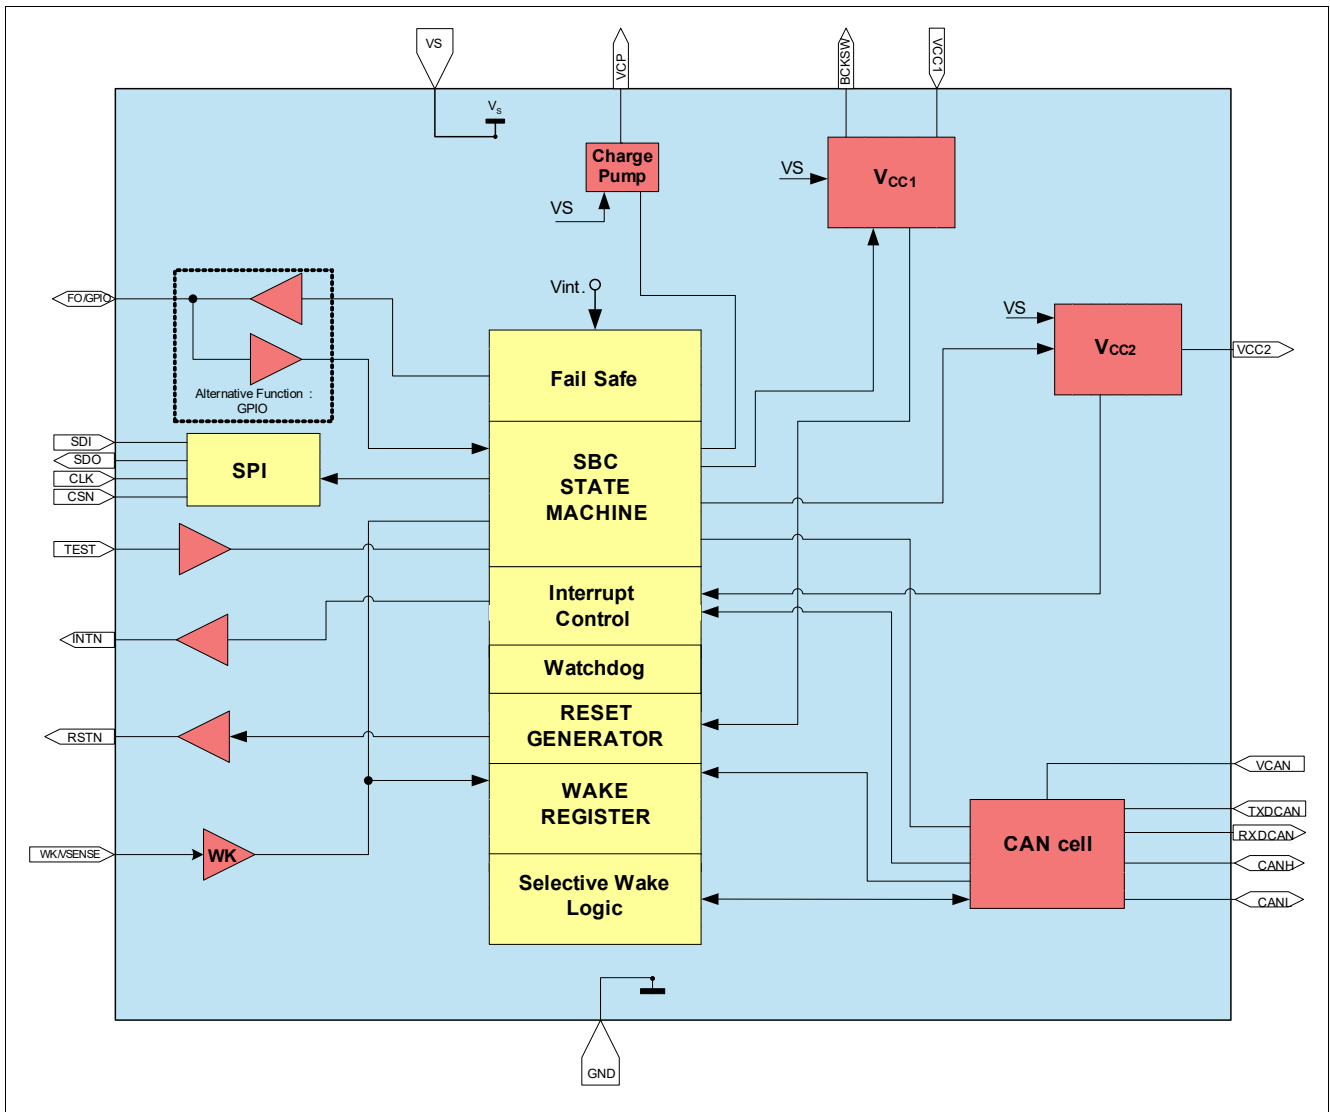 VS
VCP
BCKSW
VCC1
Vs
Charge
Pump
VS
VS
VCC1
Vint.
FO/GPIO
Alternative Function :
GPIO
VS
VCC2
VCC2
Fail Safe
SDI
SDO
CLK
CSN
SPI
SBC
STATE
MACHINE
TEST
Interrupt
Control
INTN
Watchdog
RSTN
RESET
GENERATOR
WAKE
REGISTER
WK/VSENSE
WK
Selective Wake
Logic
CAN cell
VCAN
TXDCAN
RXDCAN
CANH
CANL
GND